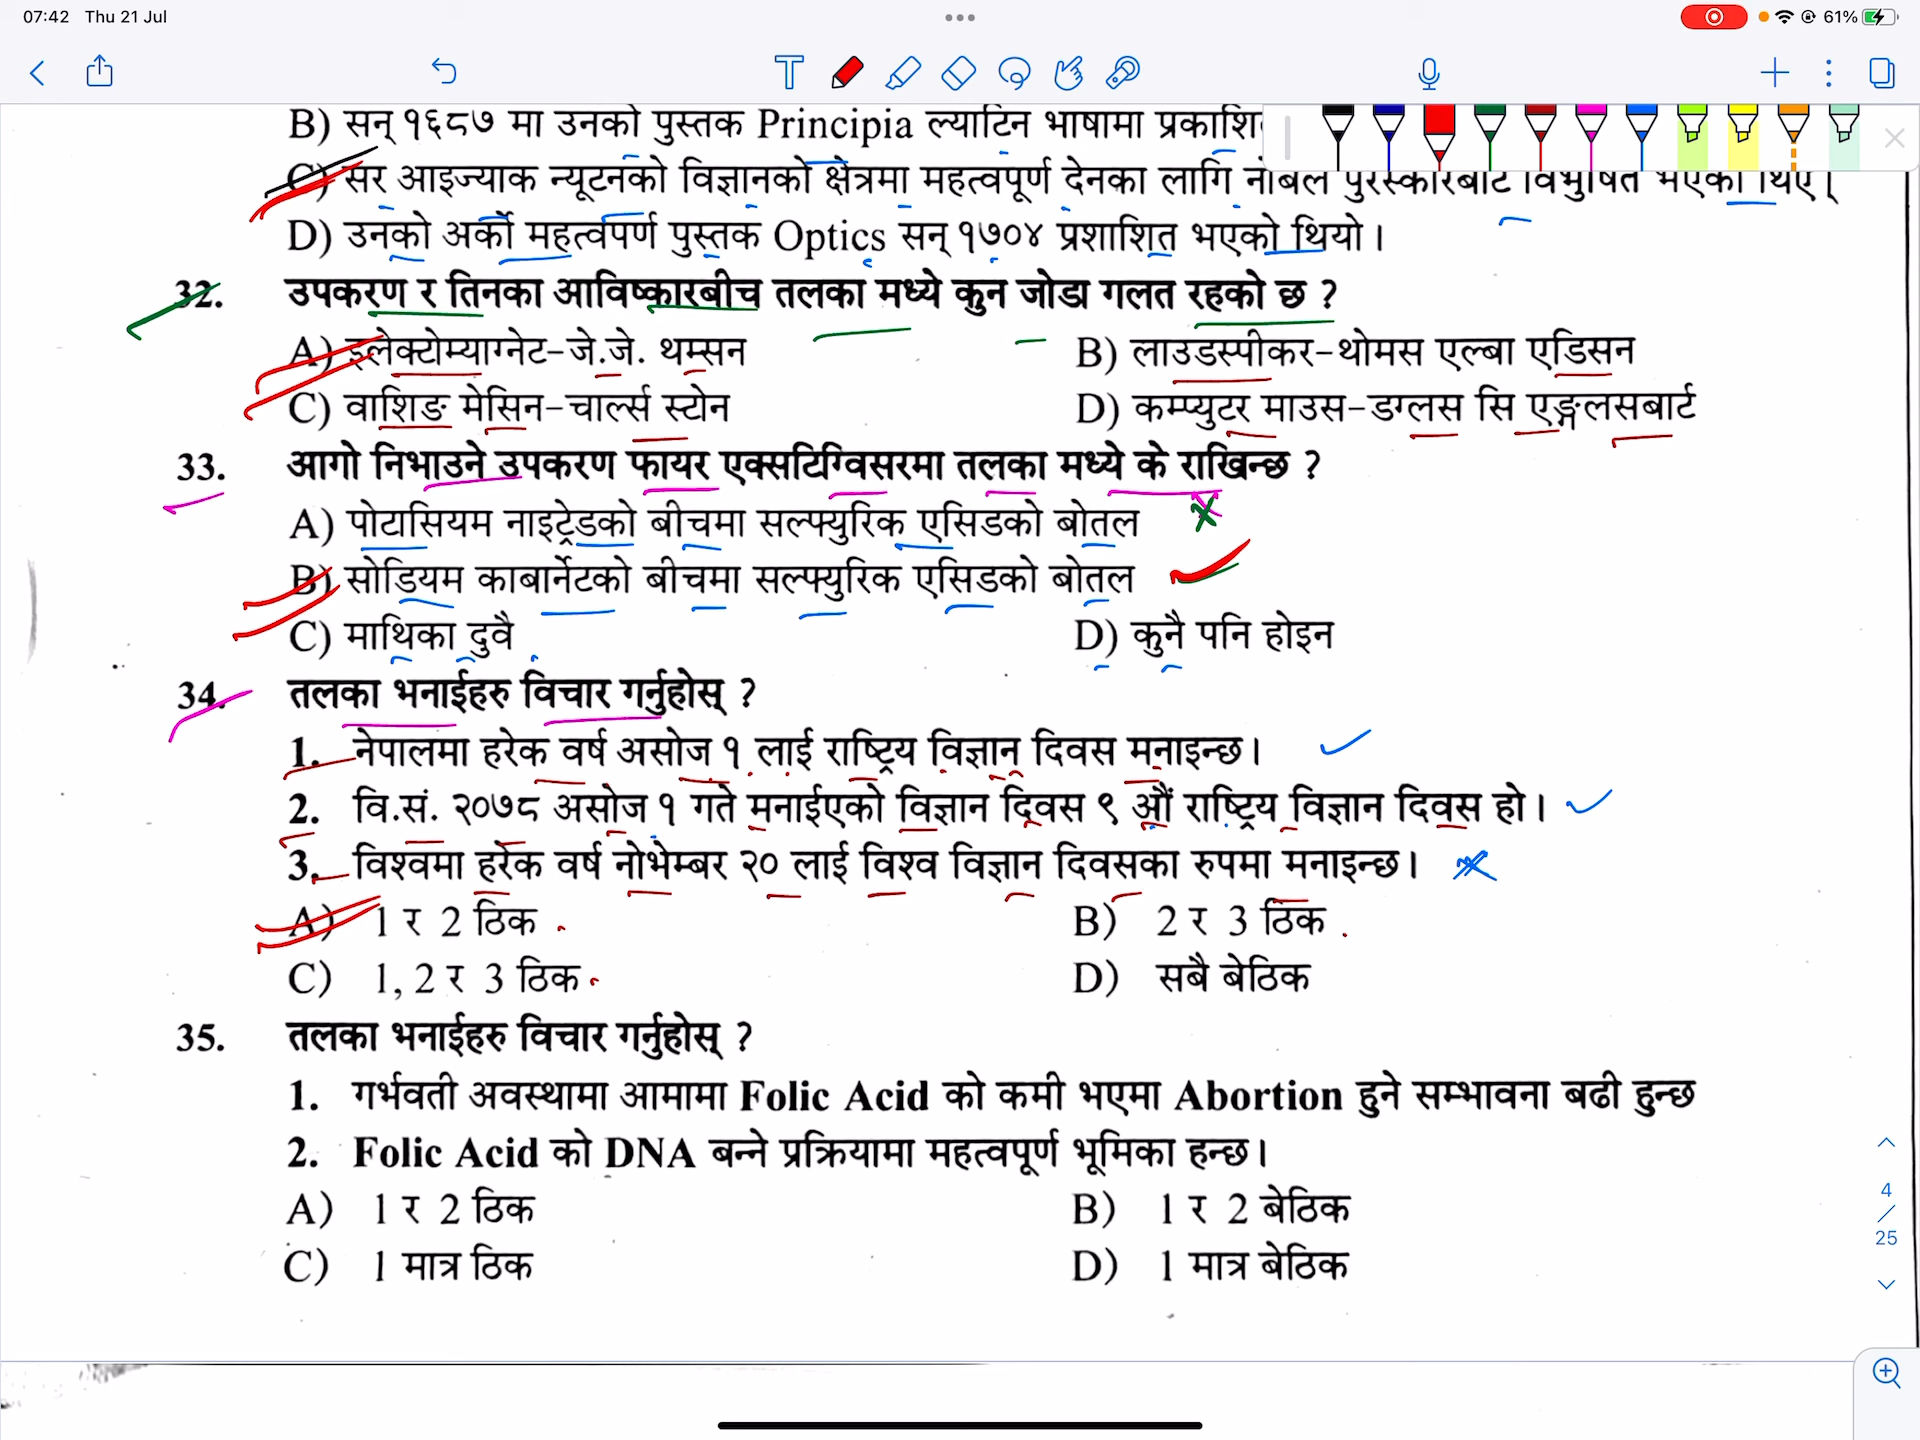 07:42 Thu 21 Jul
61%
B) सन् १६८७ मा उनको पुस्तक Principia ल्याटिन भाषामा प्रकाशि
C) सर आइज्याक न्यूटनको विज्ञानको क्षेत्रमा महत्वपूर्ण देनका लागि नोबेल पुरस्कारबाट विभुषित भएका थिए।
D) उनको अर्को महत्वपर्ण पुस्तक Optics सन् १७०४ प्रशाशित भएको थियो।
32. उपकरण र तिनका आविष्कारबीच तलका मध्ये कुन जोडा गलत रहको छ ?
A) इलेक्टोम्याग्नेट-जे.जे. थम्सन B) लाउडस्पीकर-थोमस एल्बा एडिसन
C) वाशिङ मेसिन-चार्ल्स स्टोन D) कम्प्युटर माउस-डग्लस सि एङ्गलसबार्ट
33. आगो निभाउने उपकरण फायर एक्सटिग्विसरमा तलका मध्ये के राखिन्छ ?
A) पोटासियम नाइट्रेडको बीचमा सल्फ्युरिक एसिडको बोतल
B) सोडियम काबार्नेटको बीचमा सल्फ्युरिक एसिडको बोतल
C) माथिका दुवै D) कुनै पनि होइन
34. तलका भनाईहरु विचार गर्नुहोस् ?
1. नेपालमा हरेक वर्ष असोज १ लाई राष्ट्रिय विज्ञान दिवस मनाइन्छ।
2. वि.सं. २०७८ असोज १ गते मनाईएको विज्ञान दिवस ९ औं राष्ट्रिय विज्ञान दिवस हो।
3. विश्वमा हरेक वर्ष नोभेम्बर २० लाई विश्व विज्ञान दिवसका रुपमा मनाइन्छ।
A) 1 र 2 ठिक B) 2 र 3 ठिक
C) 1, 2 र 3 ठिक D) सबै बेठिक
35. तलका भनाईहरु विचार गर्नुहोस् ?
1. गर्भवती अवस्थामा आमामा Folic Acid को कमी भएमा Abortion हुने सम्भावना बढी हुन्छ
2. Folic Acid को DNA बन्ने प्रक्रियामा महत्वपूर्ण भूमिका हन्छ।
A) 1 र 2 ठिक B) 1 र 2 बेठिक
C) 1 मात्र ठिक D) 1 मात्र बेठिक
4
/
25